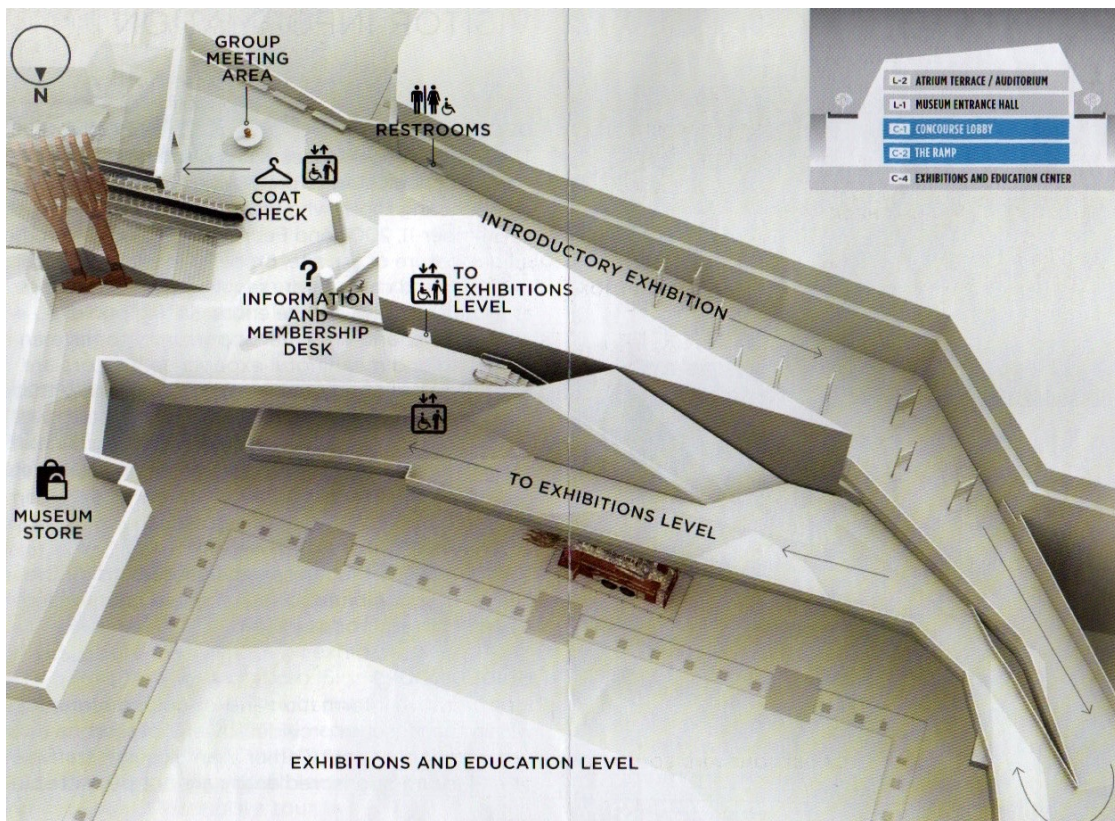 N
GROUP
MEETING
AREA
RESTROOMS
COAT
CHECK
?
INFORMATION
AND
MEMBERSHIP
DESK
TO
EXHIBITIONS
LEVEL
INTRODUCTORY EXHIBITION
TO EXHIBITIONS LEVEL
MUSEUM
STORE
EXHIBITIONS AND EDUCATION LEVEL
L-2 ATRIUM TERRACE / AUDITORIUM
L-1 MUSEUM ENTRANCE HALL
C-1 CONCOURSE LOBBY
C-2 THE RAMP
C-4 EXHIBITIONS AND EDUCATION CENTER